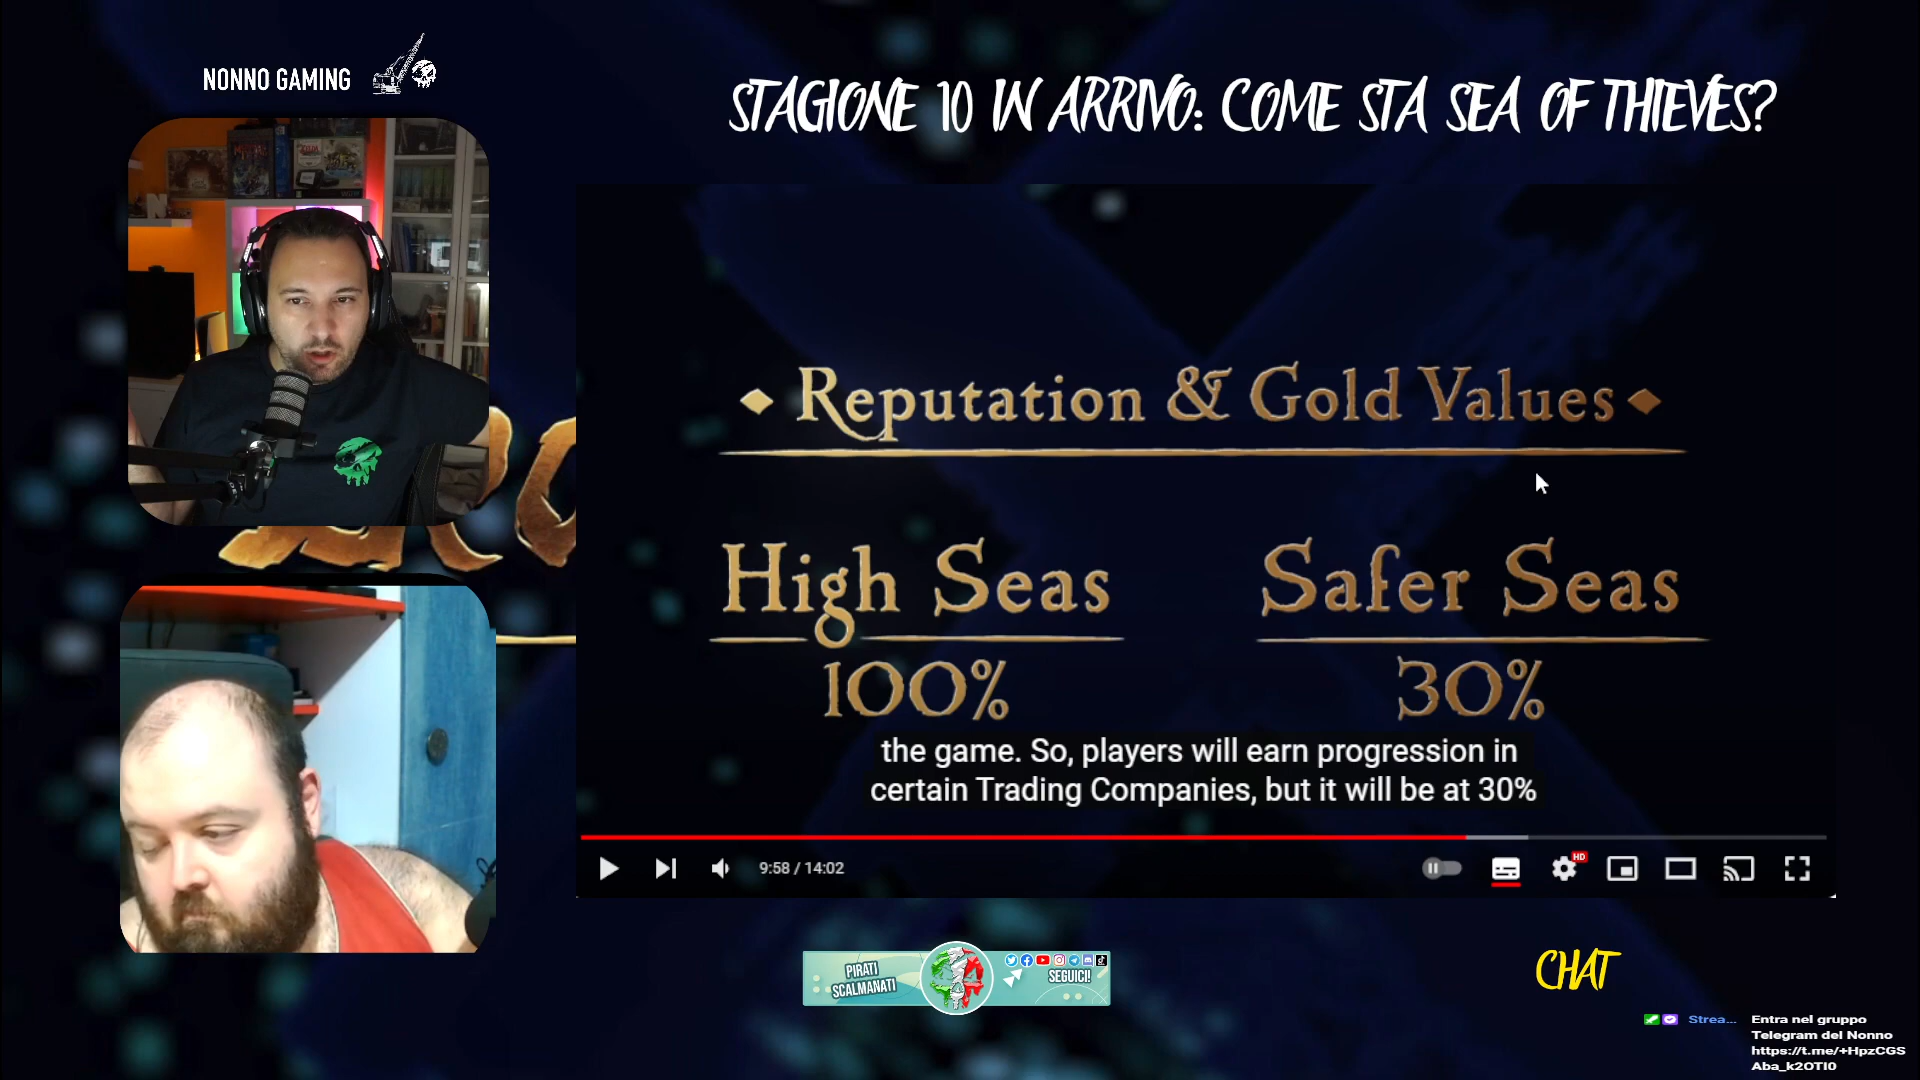 NONNO GAMING
STAGIONE 10 IN ARRIVO: COME STA SEA OF THIEVES?
Reputation & Gold Values
High Seas
Safer Seas
100%
30%
the game. So, players will earn progression in
certain Trading Companies, but it will be at 30%
9:58 / 14:02
HD
PIRATI
SCALMANATI
SEGUICI!
CHAT
Strea... Entra nel gruppo
Telegram del Nonno
https://t.me/+HpzCGS
Aba_k2OTI0